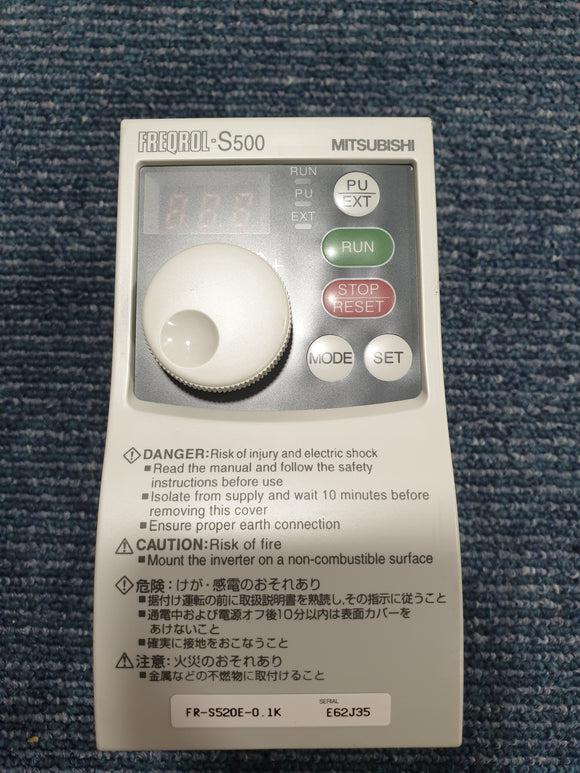 FREQROL-S500 MITSUBISHI
RUN
PU
EXT
PU
EXT
RUN
STOP
RESET
MODE SET
DANGER: Risk of injury and electric shock
■ Read the manual and follow the safety
instructions before use
■ Isolate from supply and wait 10 minutes before
removing this cover
■ Ensure proper earth connection
CAUTION: Risk of fire
■ Mount the inverter on a non-combustible surface
危険：けが・感電のおそれあり
■ 据付け運転の前に取扱説明書を熟読し,その指示に従うこと
■ 通電中および電源オフ後10分以内は表面カバーを
あけないこと
■ 確実に接地をおこなうこと
注意：火災のおそれあり
■ 金属などの不燃物に取付けること
FR-S520E-0.1K SERIAL E62J35